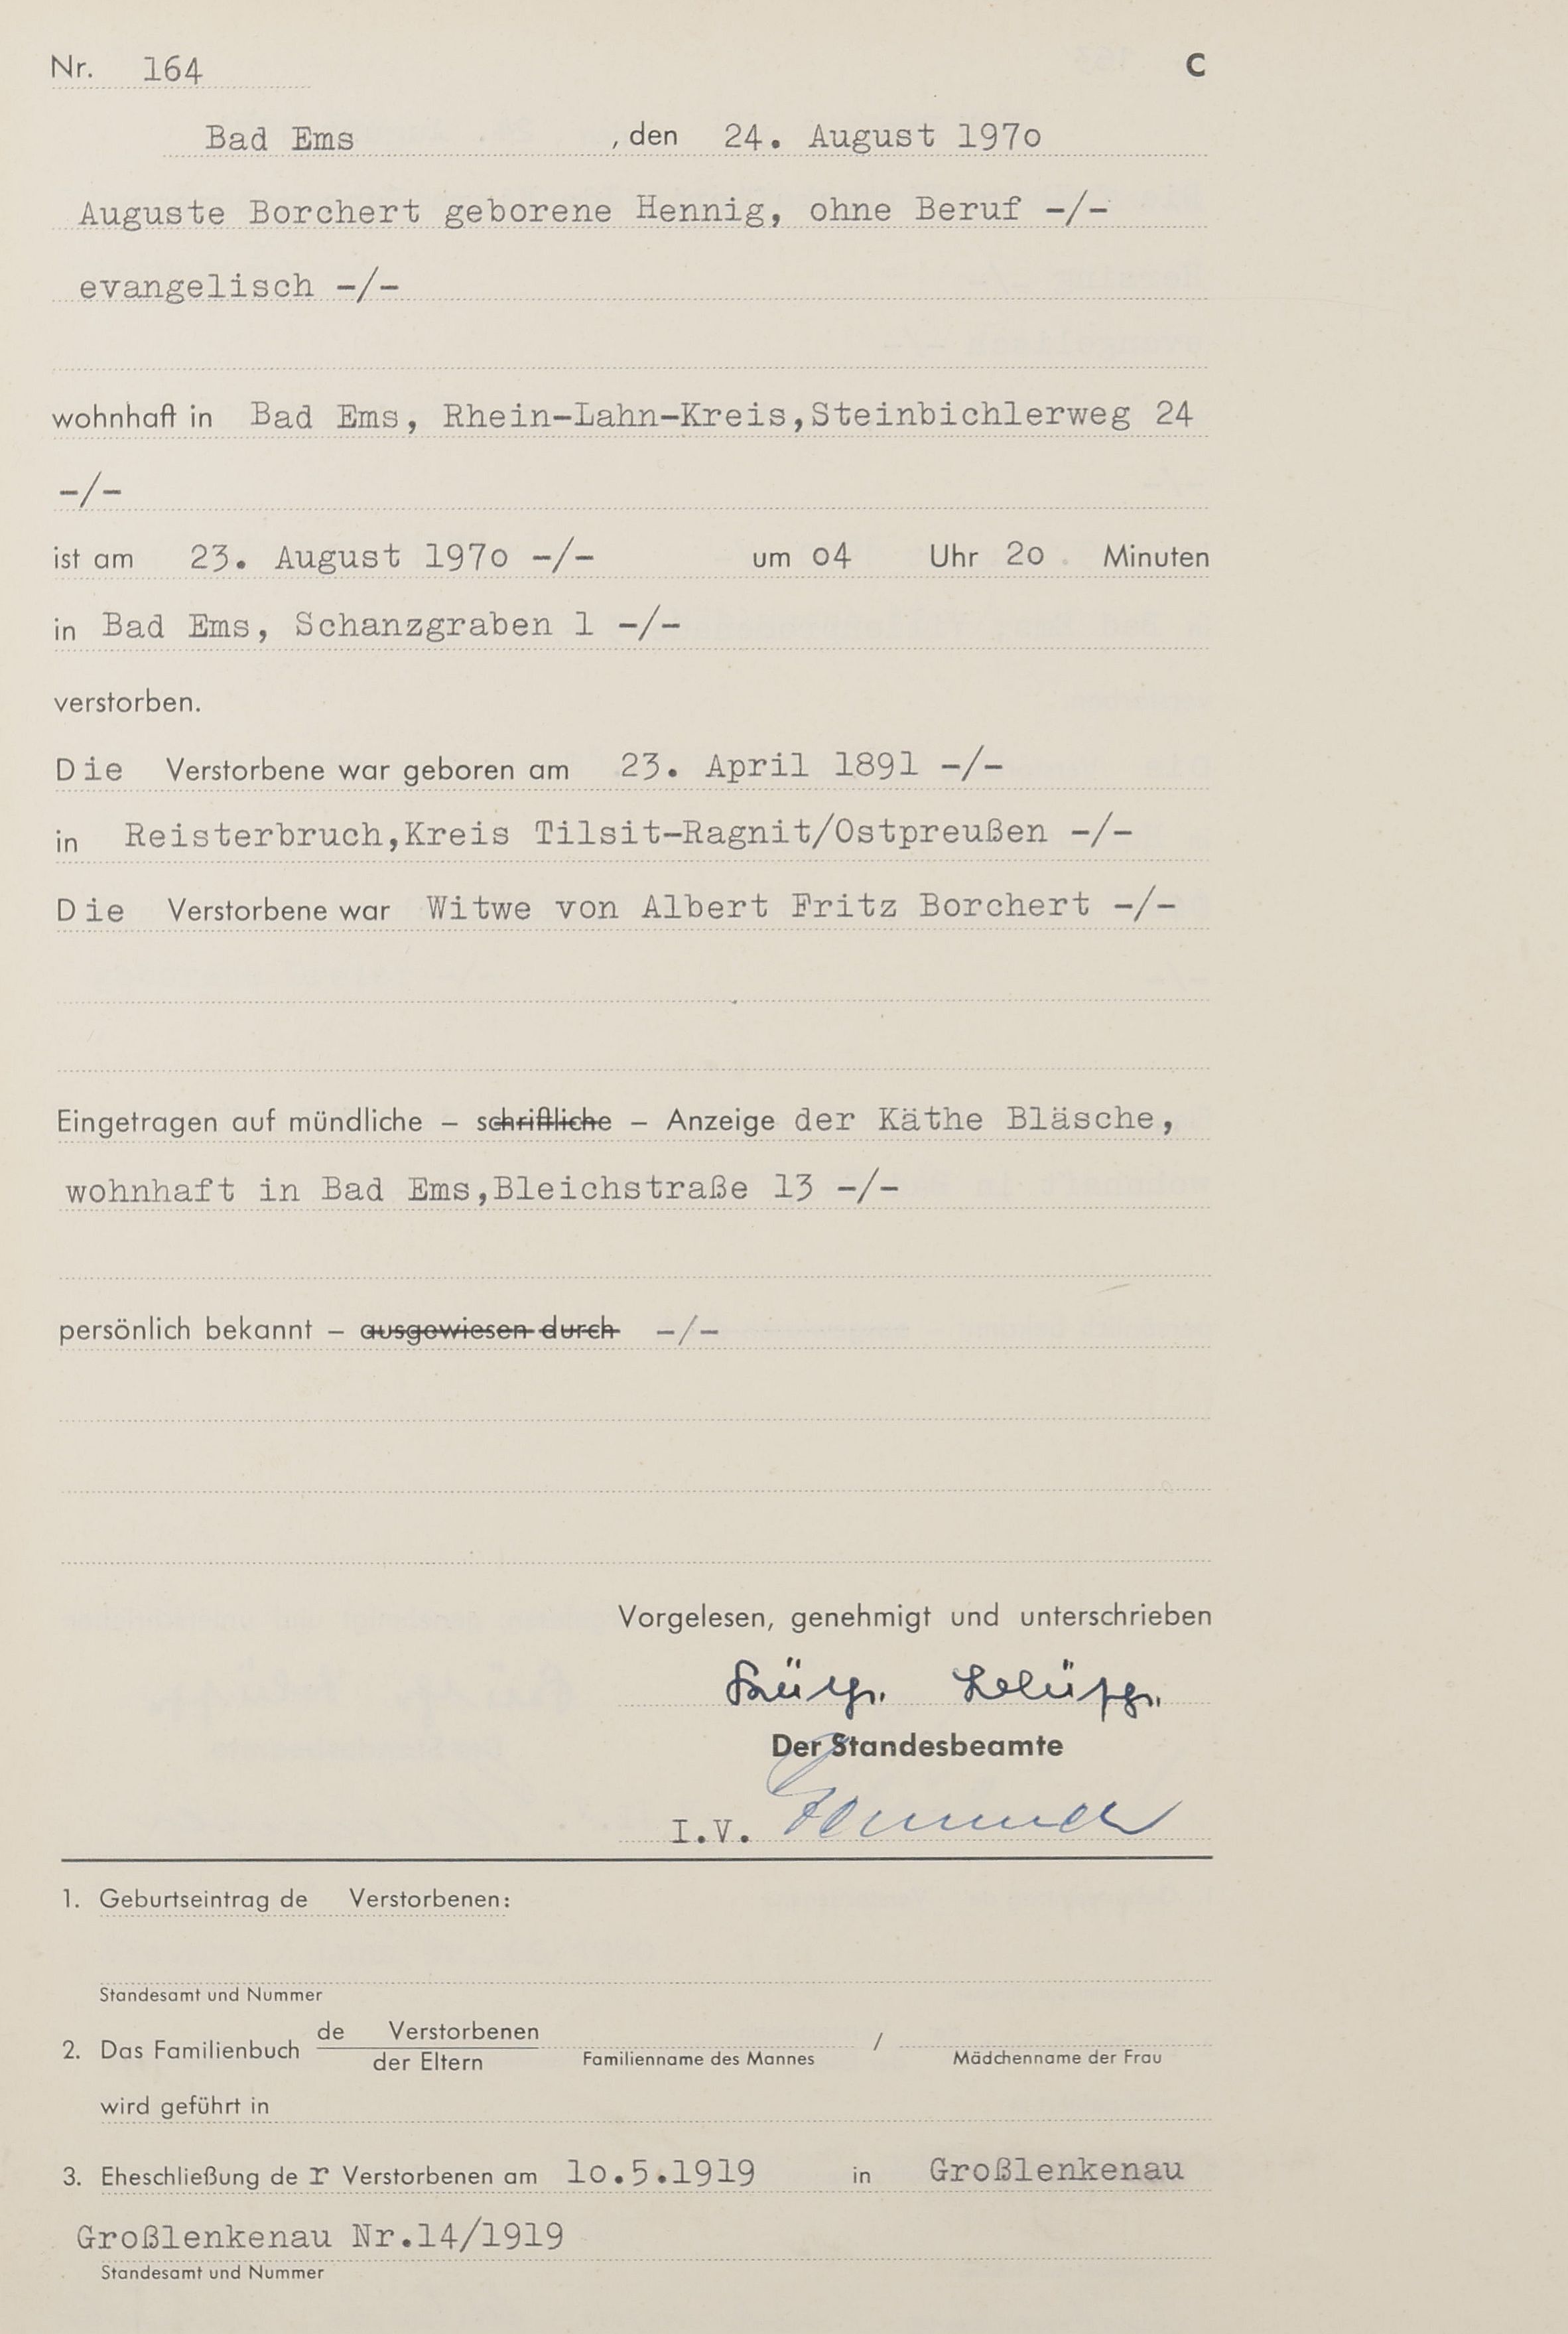 Nr. 164 C
Bad Ems , den 24. August 197o
Auguste Borchert geborene Hennig, ohne Beruf -/-
evangelisch -/-
wohnhaft in Bad Ems, Rhein-Lahn-Kreis,Steinbichlerweg 24
-/-
ist am 23. August 197o -/- um o4 Uhr 2o Minuten
in Bad Ems, Schanzgraben 1 -/-
verstorben.
Die Verstorbene war geboren am 23. April 1891 -/-
in Reisterbruch,Kreis Tilsit-Ragnit/Ostpreußen -/-
Die Verstorbene war Witwe von Albert Fritz Borchert -/-
Eingetragen auf mündliche – schriftliche – Anzeige der Käthe Bläsche,
wohnhaft in Bad Ems,Bleichstraße 13 -/-
persönlich bekannt – ausgewiesen durch -/-
Vorgelesen, genehmigt und unterschrieben
Der Standesbeamte
I.V.
1. Geburtseintrag de Verstorbenen:
Standesamt und Nummer
de Verstorbenen
2. Das Familienbuch der Eltern Familienname des Mannes / Mädchenname der Frau
wird geführt in
3. Eheschließung der Verstorbenen am 1o.5.1919 in Großlenkenau
Großlenkenau Nr.14/1919
Standesamt und Nummer